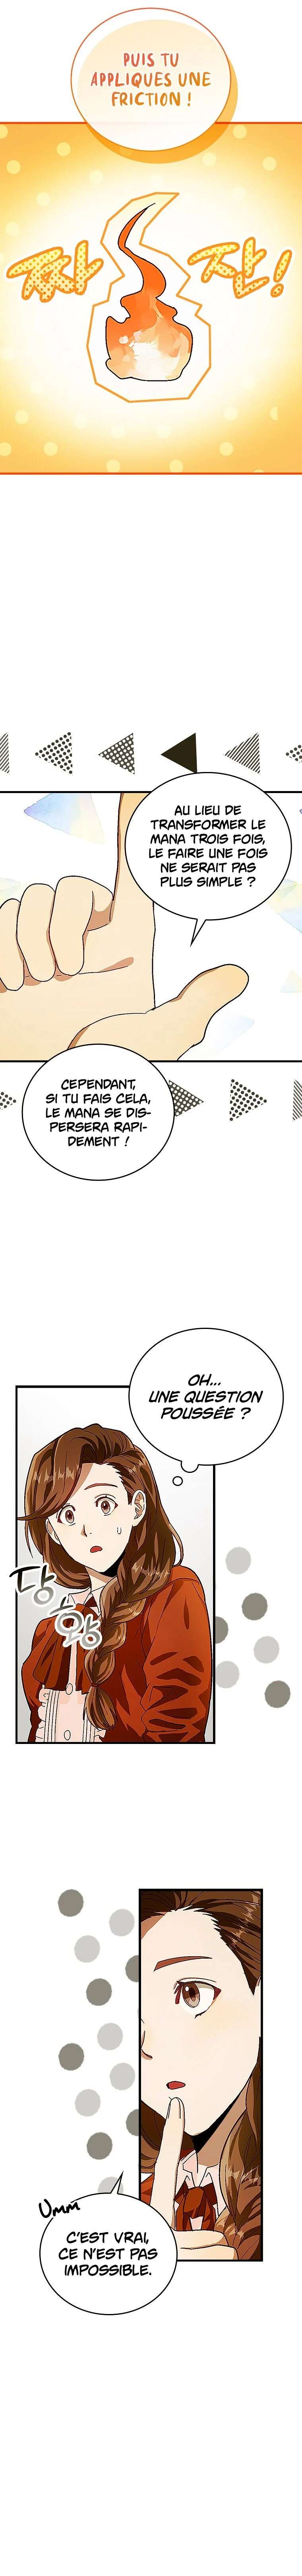 PUIS TU
APPLIQUES UNE
FRICTION !
짜
잔!
AU LIEU DE
TRANSFORMER LE
MANA TROIS FOIS,
LE FAIRE UNE FOIS
NE SERAIT PAS
PLUS SIMPLE ?
CEPENDANT,
SI TU FAIS CELA,
LE MANA SE DIS-
PERSERA RAPI-
DEMENT !
OH...
UNE QUESTION
POUSSÉE ?
당
황
UMM
C'EST VRAI,
CE N'EST PAS
IMPOSSIBLE.